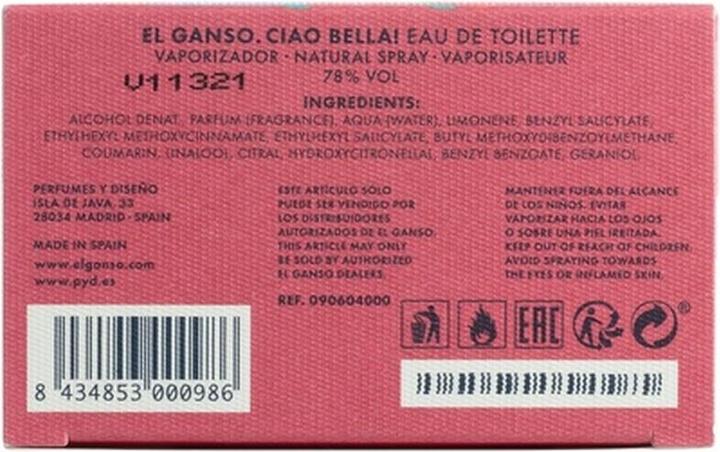 EL GANSO. CIAO BELLA! EAU DE TOILETTE
VAPORIZADOR · NATURAL SPRAY · VAPORISATEUR
V11321
78% VOL
INGREDIENTS:
ALCOHOL DENAT, PARFUM (FRAGRANCE), AQUA (WATER), LIMONENE, BENZYL SALICYLATE,
ETHYLHEXYL METHOXYCINNAMATE, ETHYLHEXYL SALICYLATE, BUTYL METHOXYDIBENZOYLMETHANE,
COUMARIN, LINALOOL, CITRAL, HYDROXYCITRONELLAL, BENZYL BENZOATE, GERANIOL.
PERFUMES Y DISEÑO
ISLA DE JAVA, 33
28034 MADRID - SPAIN
MADE IN SPAIN
www.elganso.com
www.pyd.es
ESTE ARTÍCULO SÓLO
PUEDE SER VENDIDO POR
LOS DISTRIBUIDORES
AUTORIZADOS DE EL GANSO.
THIS ARTICLE MAY ONLY
BE SOLD BY AUTHORIZED
EL GANSO DEALERS.
REF. 090604000
MANTENER FUERA DEL ALCANCE
DE LOS NIÑOS. EVITAR
VAPORIZAR HACIA LOS OJOS
O SOBRE UNA PIEL IRRITADA.
KEEP OUT OF REACH OF CHILDREN.
AVOID SPRAYING TOWARDS
THE EYES OR INFLAMED SKIN.
EAC
®
8 434853 000986